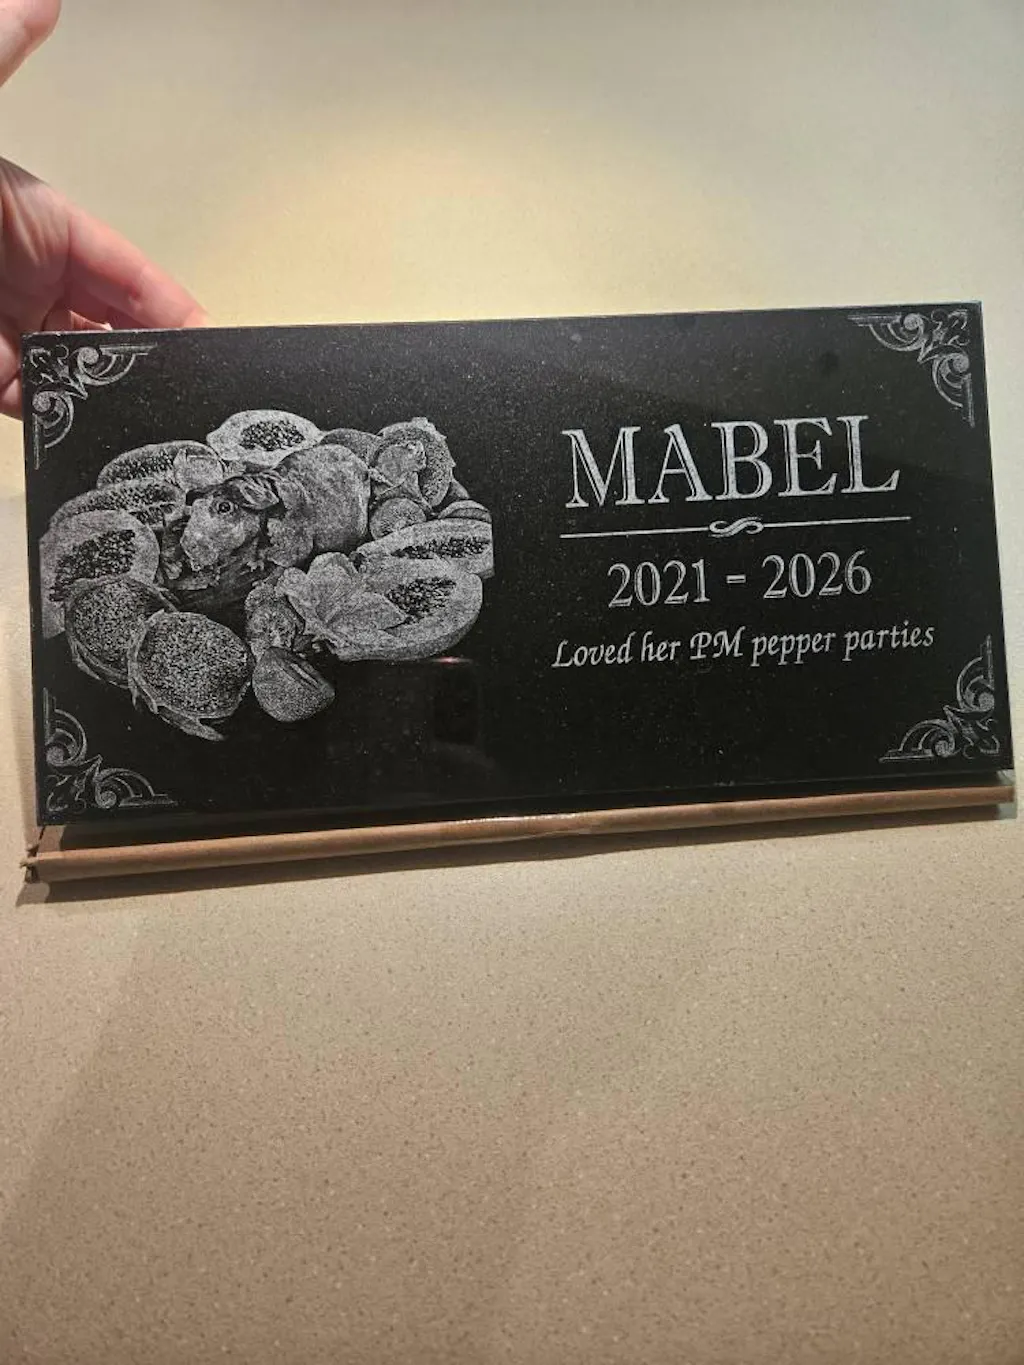 MABEL
2021 - 2026
Loved her PM pepper parties